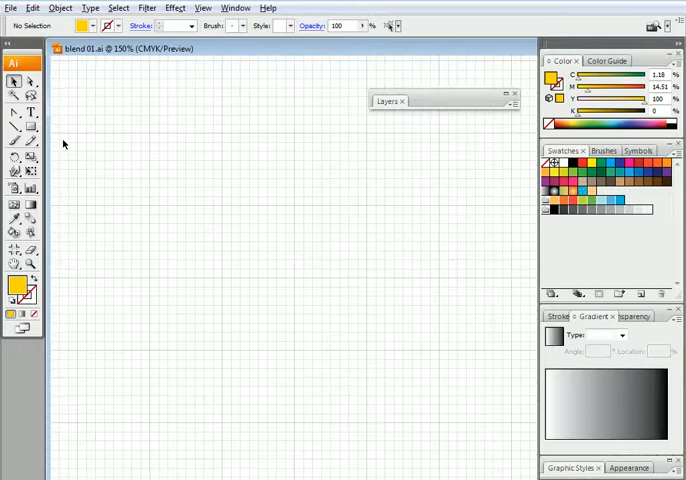 File Edit Object Type Select Filter Effect View Window Help
No Selection Stroke: Brush: Style: Opacity: 100 %
blend 01.ai @ 150% (CMYK/Preview)
Ai
T
Layers
Color Color Guide
C 1.18 %
M 14.51 %
Y 100 %
K 0 %
Swatches Brushes Symbols
Stroke Gradient nsparency
Type:
Angle: ° Location: %
Graphic Styles Appearance